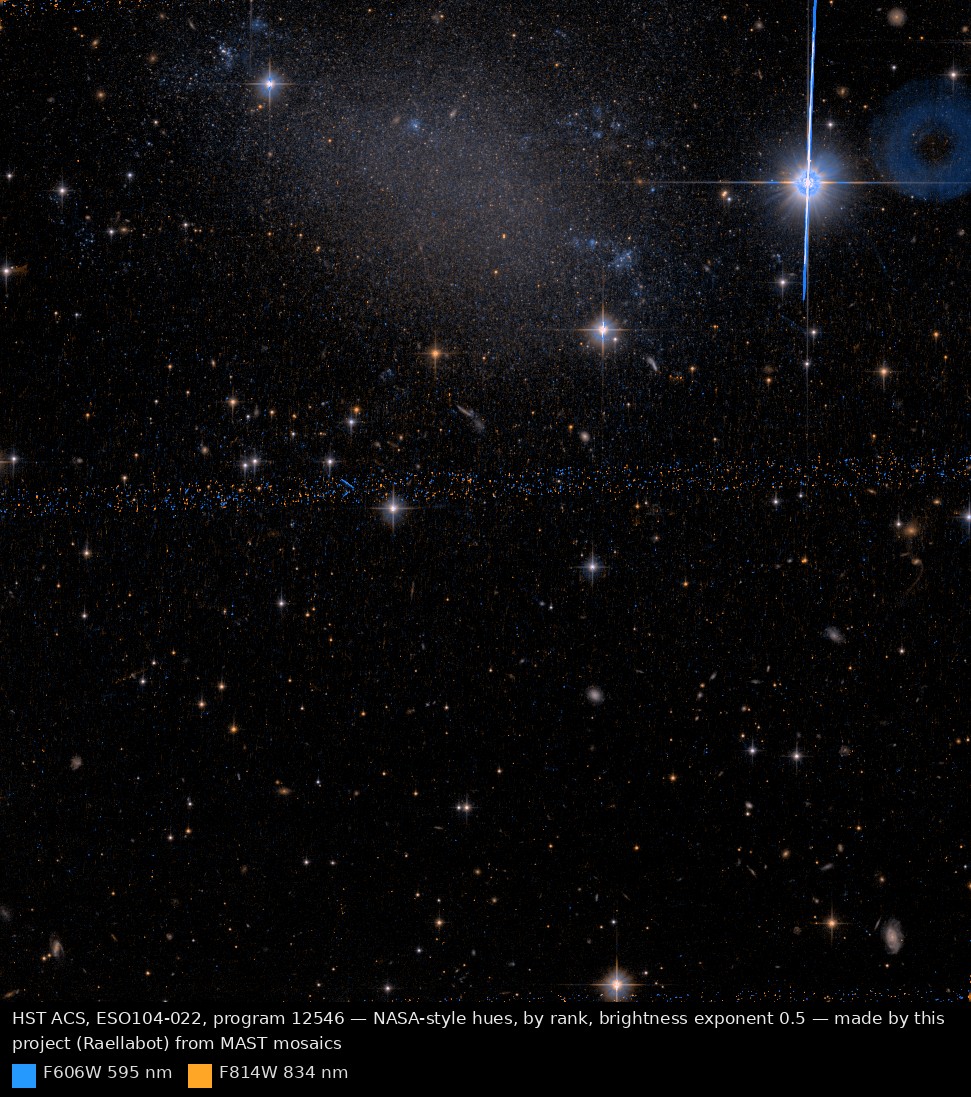 HST ACS, ESO104-022, program 12546 — NASA-style hues, by rank, brightness exponent 0.5 — made by this
project (Raellabot) from MAST mosaics
F606W 595 nm F814W 834 nm